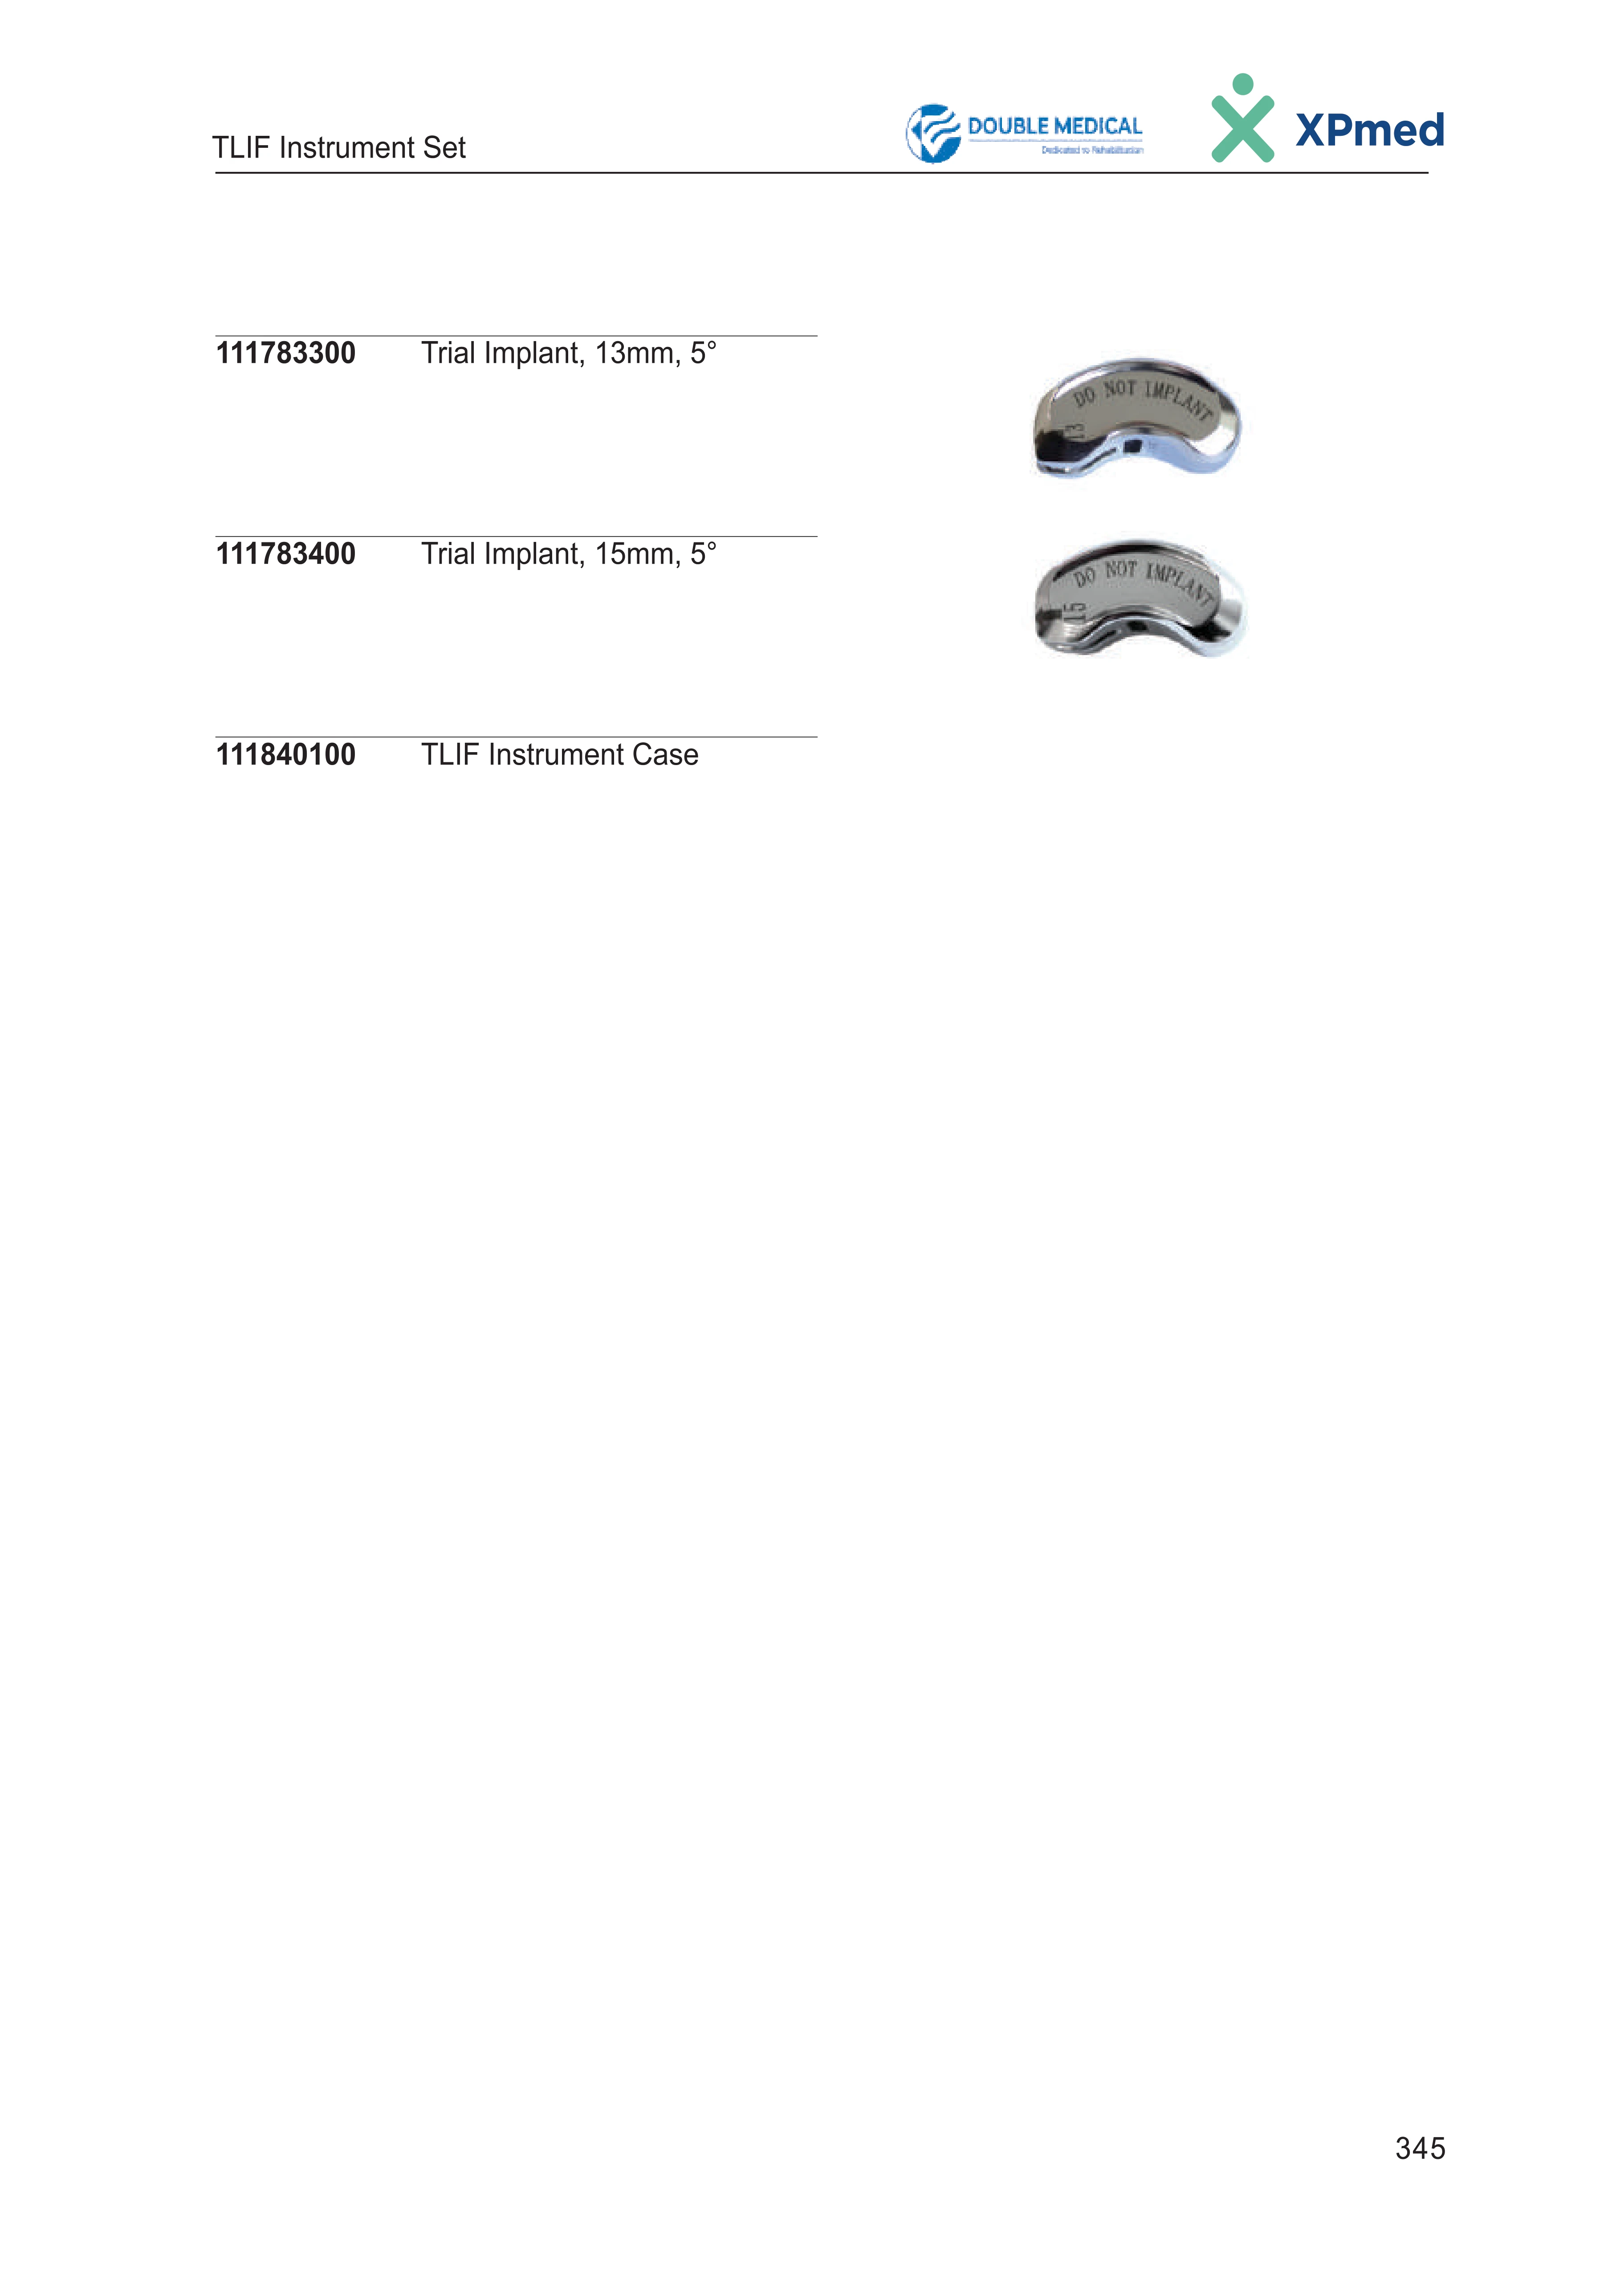 TLIF Instrument Set
DOUBLE MEDICAL
Dedicated to Rehabilitation
XPmed
111783300 Trial Implant, 13mm, 5°
DO NOT IMPLANT
13
111783400 Trial Implant, 15mm, 5°
DO NOT IMPLANT
15
111840100 TLIF Instrument Case
345